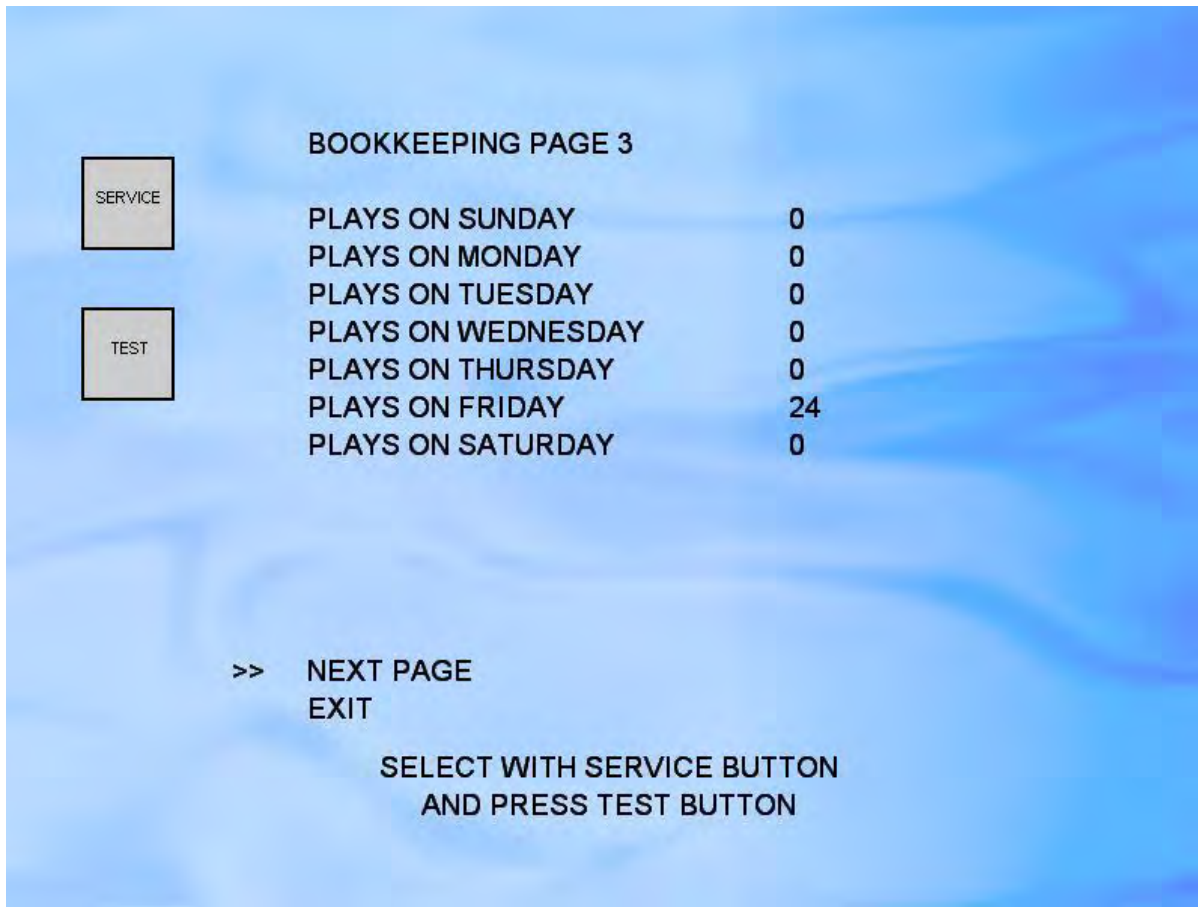 BOOKKEEPING PAGE 3
SERVICE
PLAYS ON SUNDAY 0
PLAYS ON MONDAY 0
PLAYS ON TUESDAY 0
PLAYS ON WEDNESDAY 0
TEST
PLAYS ON THURSDAY 0
PLAYS ON FRIDAY 24
PLAYS ON SATURDAY 0
>> NEXT PAGE
EXIT
SELECT WITH SERVICE BUTTON
AND PRESS TEST BUTTON